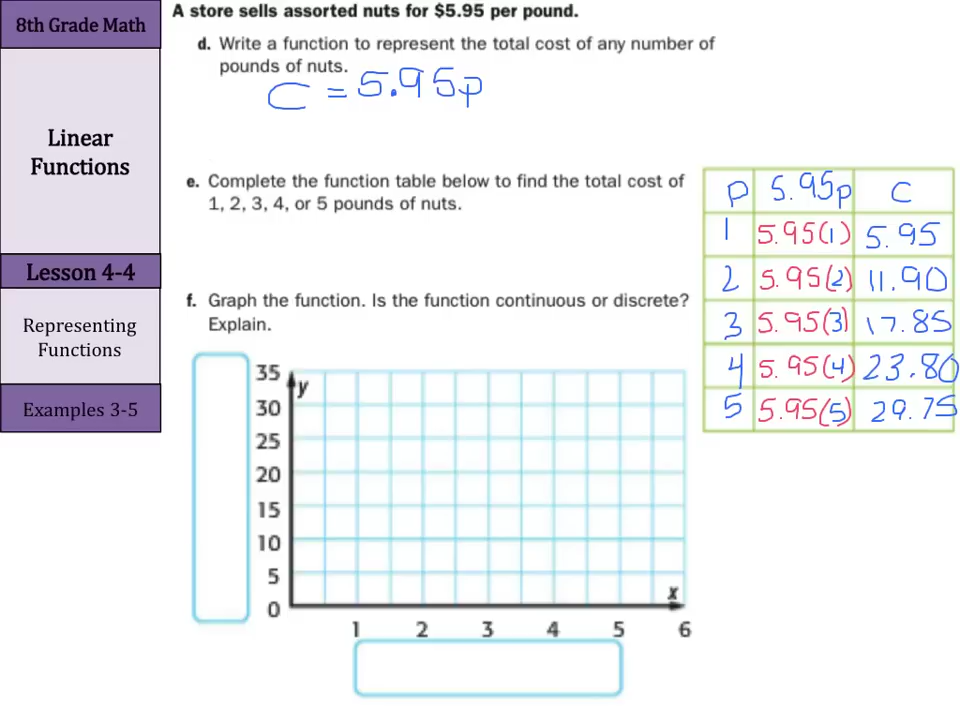 8th Grade Math
Linear
Functions
Lesson 4-4
Representing
Functions
Examples 3-5
A store sells assorted nuts for $5.95 per pound.
d. Write a function to represent the total cost of any number of
pounds of nuts.
C = 5.95p
e. Complete the function table below to find the total cost of
1, 2, 3, 4, or 5 pounds of nuts.
P 5.95p C
1 5.95(1) 5.95
2 5.95(2) 11.90
3 5.95(3) 17.85
4 5.95(4) 23.80
5 5.95(5) 29.75
f. Graph the function. Is the function continuous or discrete?
Explain.
35
y
30
25
20
15
10
5
x
0
1 2 3 4 5 6